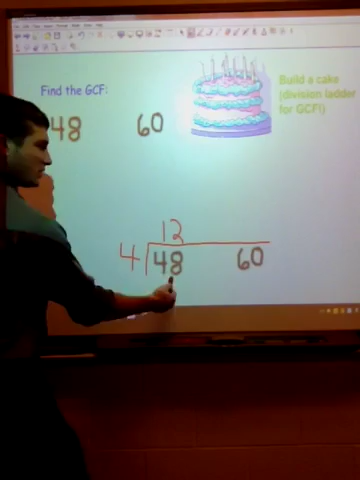 Find the GCF:
48 60
Build a cake
(division ladder
for GCF!)
12
4 48 60